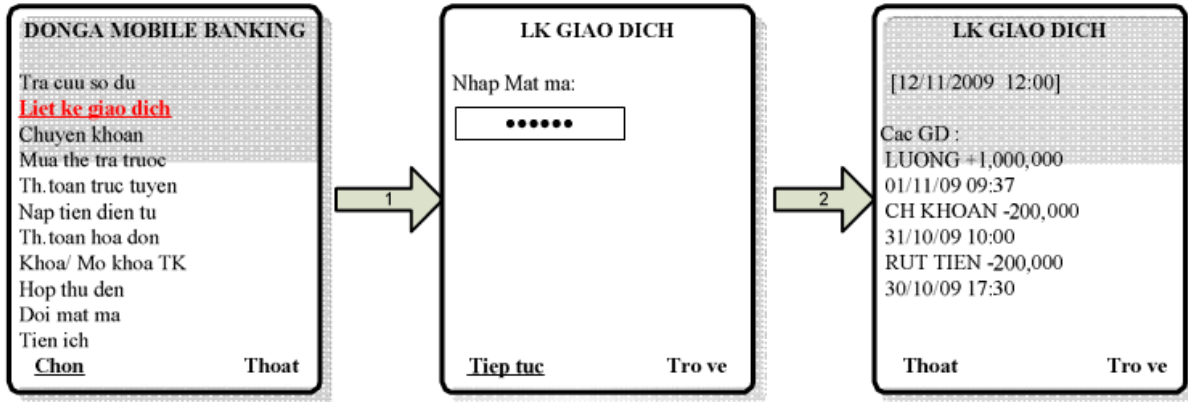 DONGA MOBILE BANKING
Tra cuu so du
Liet ke giao dich
Chuyen khoan
Mua the tra truoc
Th.toan truc tuyen
Nap tien dien tu
Th.toan hoa don
Khoa/ Mo khoa TK
Hop thu den
Doi mat ma
Tien ich
Chon Thoat
1
LK GIAO DICH
Nhap Mat ma:
••••••
Tiep tuc Tro ve
2
LK GIAO DICH
[12/11/2009 12:00]
Cac GD :
LUONG +1,000,000
01/11/09 09:37
CH KHOAN -200,000
31/10/09 10:00
RUT TIEN -200,000
30/10/09 17:30
Thoat Tro ve